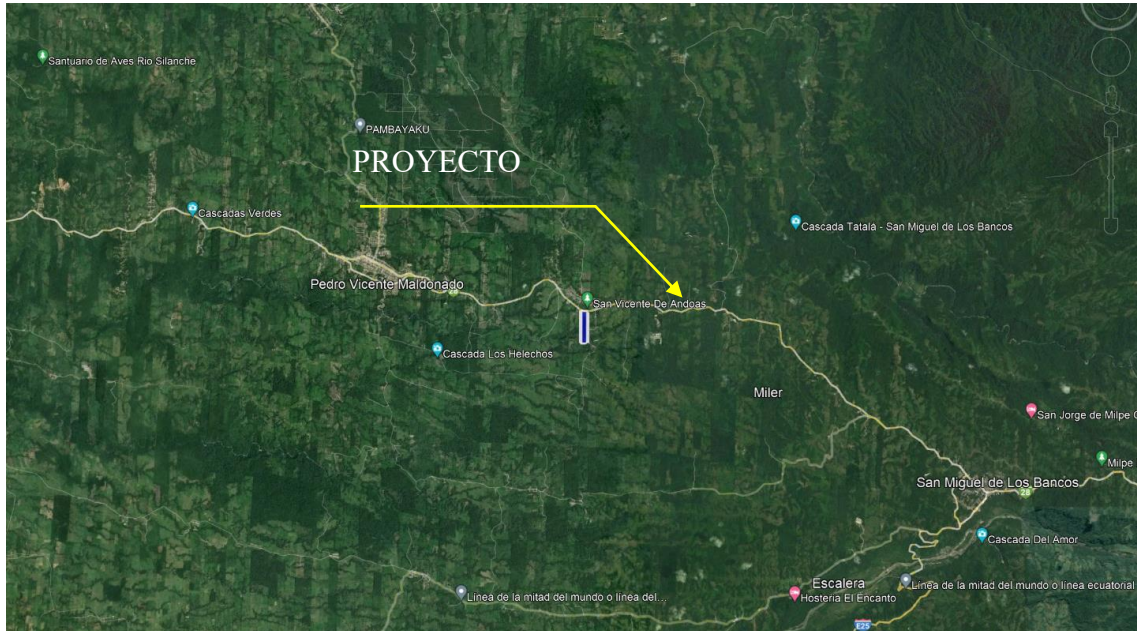 Santuario de Aves Rio Silanche
PAMBAYAKU
PROYECTO
Cascadas Verdes
Cascada Tatalá - San Miguel de Los Bancos
Pedro Vicente Maldonado
28
San Vicente De Andoas
Cascada Los Helechos
Miler
San Jorge de Milpe
Milpe
San Miguel de Los Bancos
28
Cascada Del Amor
Escalera
Línea de la mitad del mundo o línea ecuatorial
Línea de la mitad del mundo o línea del...
Hostería El Encanto
E25